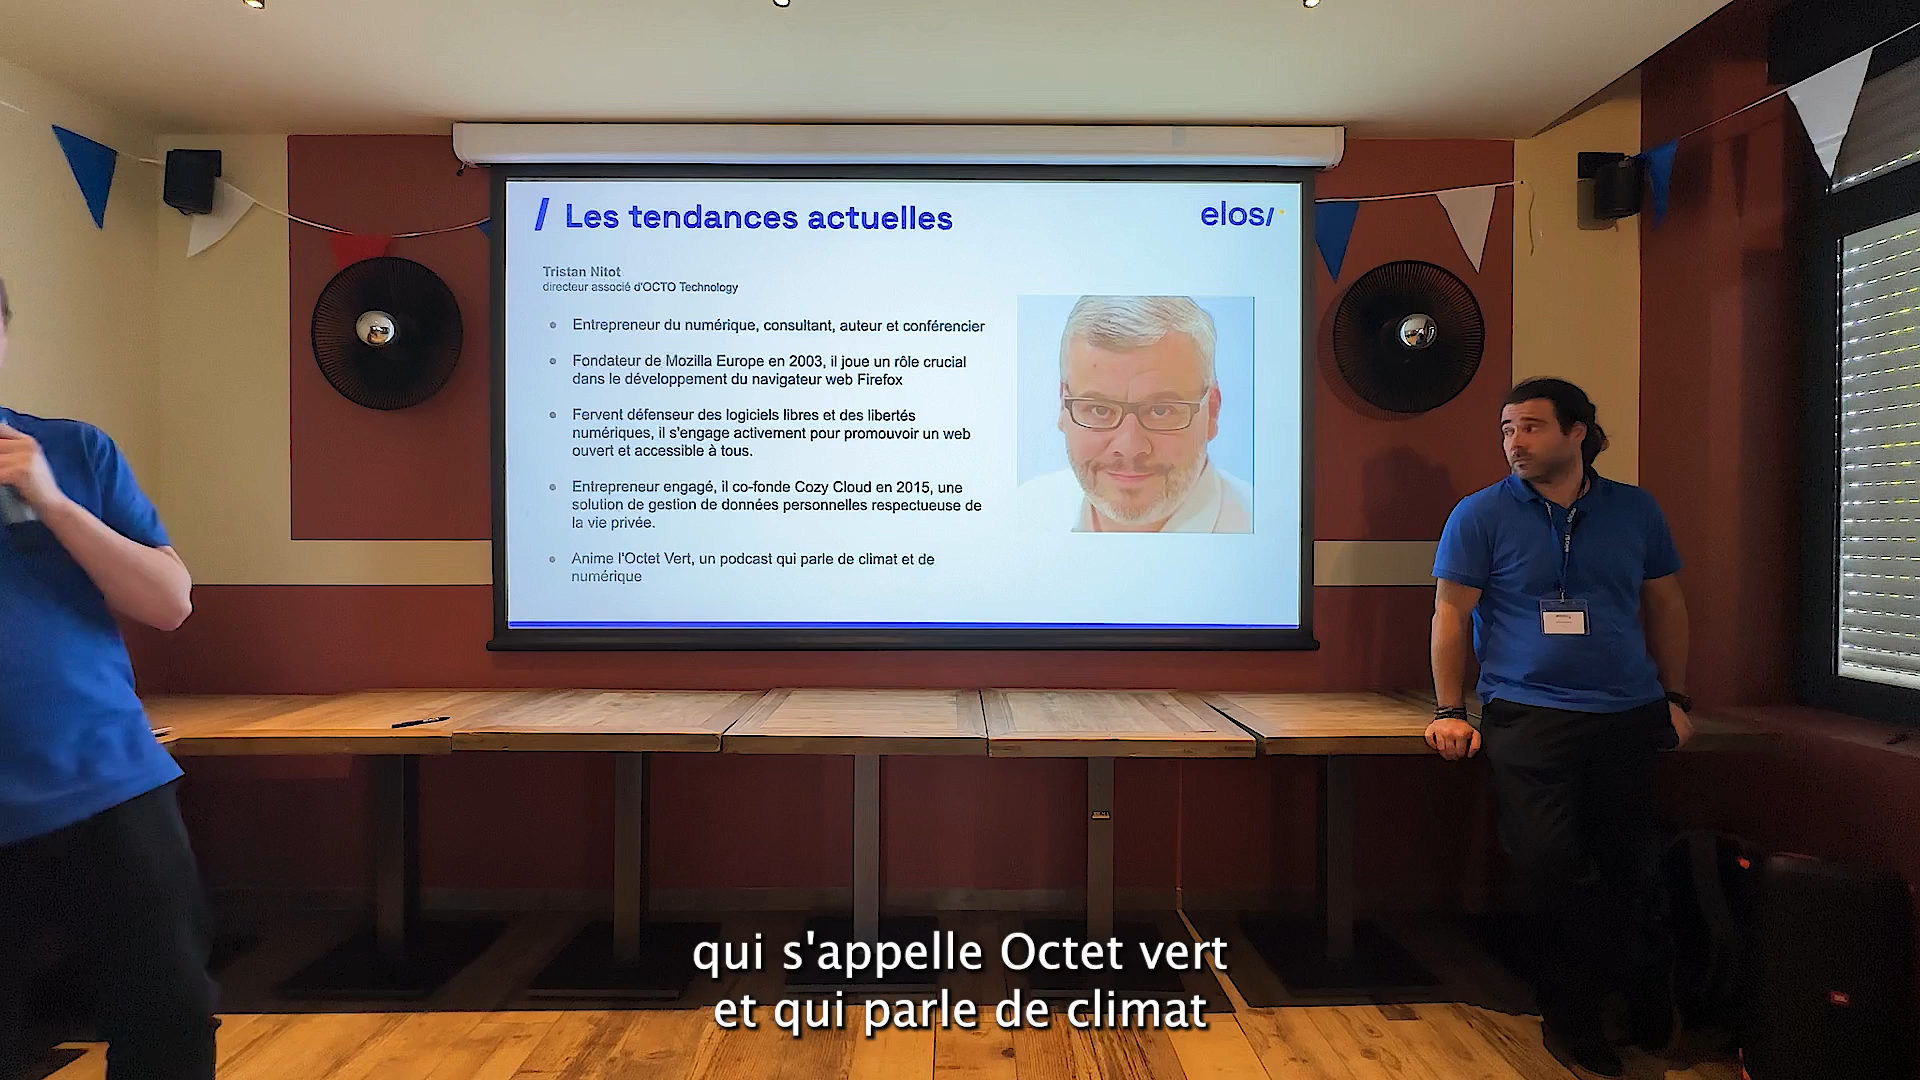 / Les tendances actuelles
elosi
Tristan Nitot
directeur associé d'OCTO Technology
Entrepreneur du numérique, consultant, auteur et conférencier
Fondateur de Mozilla Europe en 2003, il joue un rôle crucial
dans le développement du navigateur web Firefox
Fervent défenseur des logiciels libres et des libertés
numériques, il s'engage activement pour promouvoir un web
ouvert et accessible à tous.
Entrepreneur engagé, il co-fonde Cozy Cloud en 2015, une
solution de gestion de données personnelles respectueuse de
la vie privée.
Anime l'Octet Vert, un podcast qui parle de climat et de
numérique
qui s'appelle Octet vert
et qui parle de climat